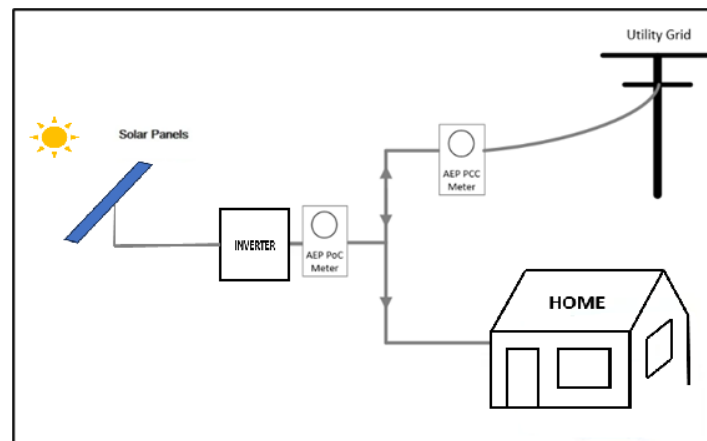 Utility Grid
Solar Panels
AEP PCC
Meter
INVERTER
AEP PoC
Meter
HOME